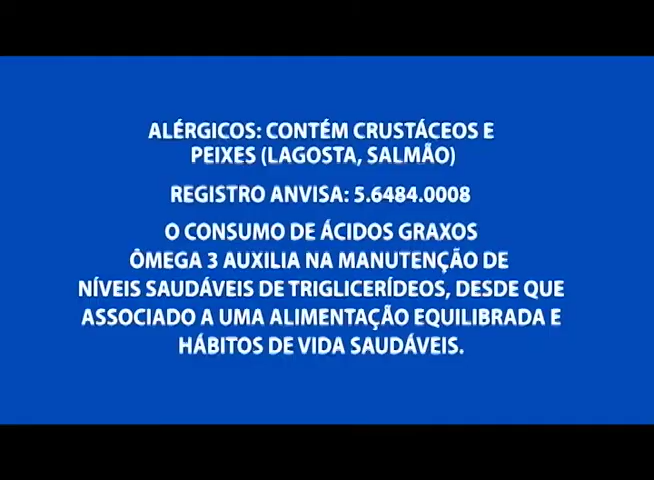 ALÉRGICOS: CONTÉM CRUSTÁCEOS E
PEIXES (LAGOSTA, SALMÃO)
REGISTRO ANVISA: 5.6484.0008
O CONSUMO DE ÁCIDOS GRAXOS
ÔMEGA 3 AUXILIA NA MANUTENÇÃO DE
NÍVEIS SAUDÁVEIS DE TRIGLICERÍDEOS, DESDE QUE
ASSOCIADO A UMA ALIMENTAÇÃO EQUILIBRADA E
HÁBITOS DE VIDA SAUDÁVEIS.